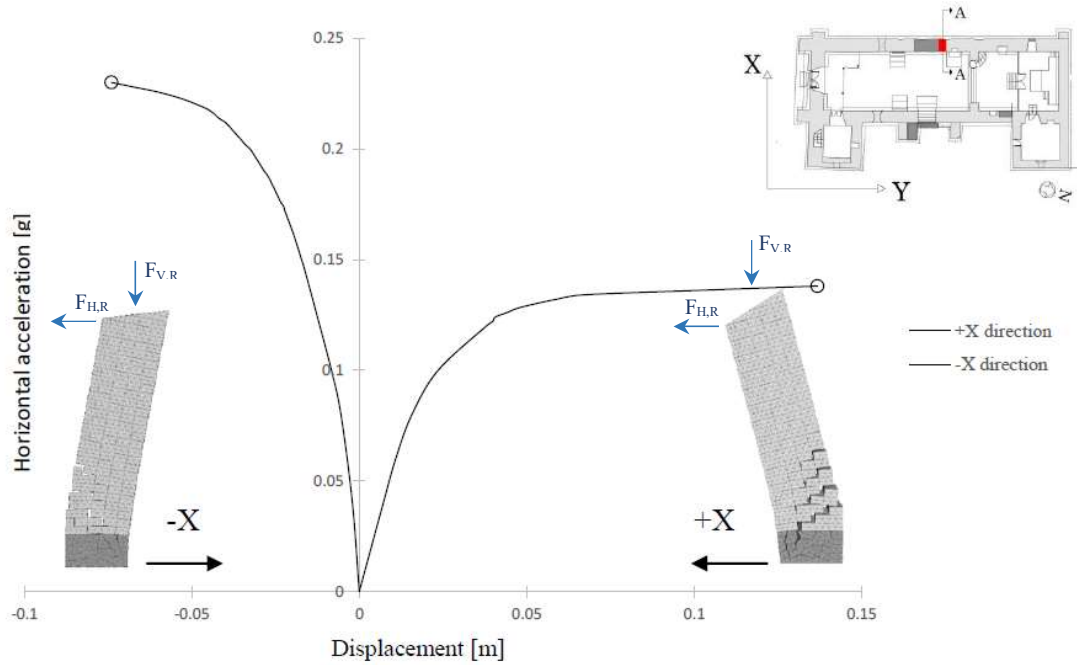 0.25
A
A
X
Y
N
0.2
0.15
0.1
0.05
0
Horizontal acceleration [g]
F_V.R
F_H,R
F_V.R
F_H,R
+X direction
-X direction
-X
+X
-0.1
-0.05
0
0.05
0.1
0.15
Displacement [m]